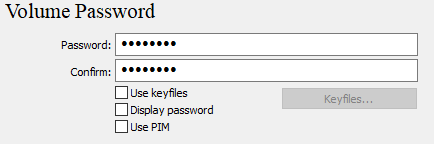 Volume Password
Password: ••••••••
Confirm: ••••••••
Use keyfiles
Keyfiles...
Display password
Use PIM